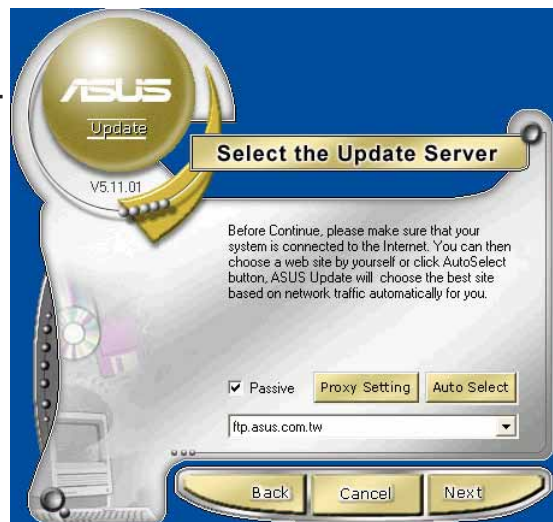 ASUS
Update
V5.11.01
Select the Update Server
Before Continue, please make sure that your
system is connected to the Internet. You can then
choose a web site by yourself or click AutoSelect
button, ASUS Update will choose the best site
based on network traffic automatically for you.
Passive
Proxy Setting
Auto Select
ftp.asus.com.tw
Back
Cancel
Next